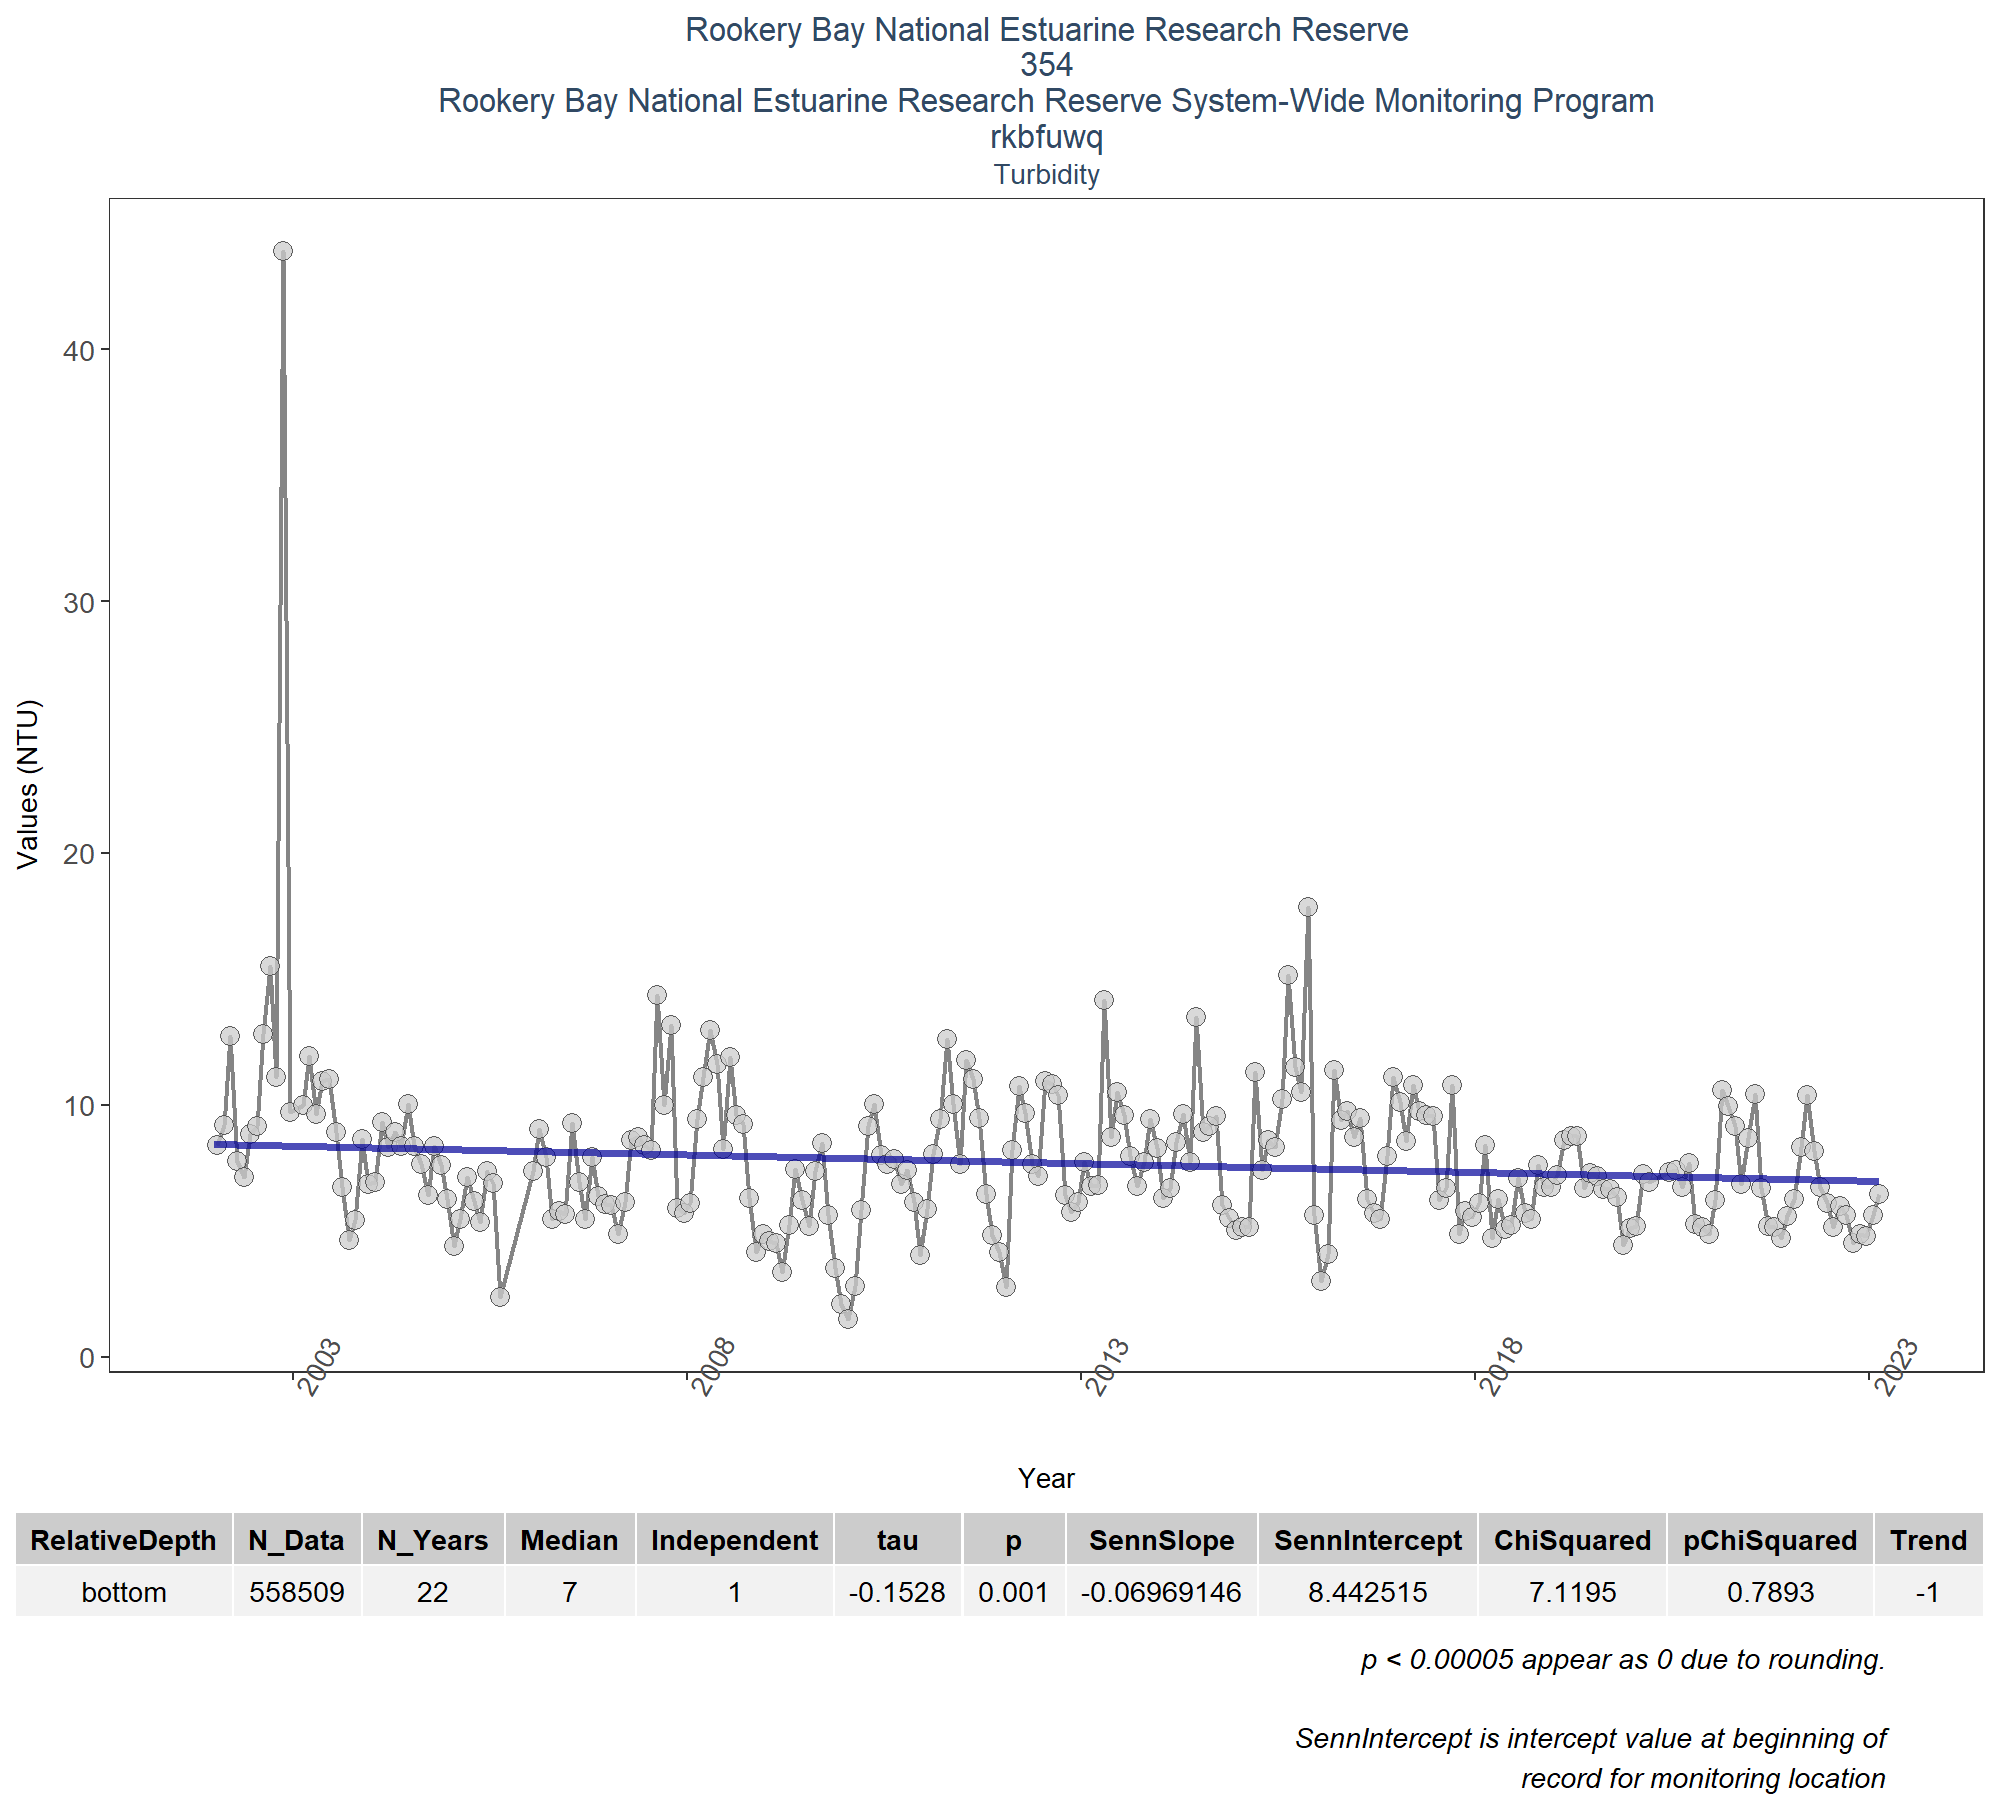 Rookery Bay National Estuarine Research Reserve
354
Rookery Bay National Estuarine Research Reserve System-Wide Monitoring Program
rkbfuwq
Turbidity
Values (NTU)
40
30
20
10
0
2003 2008 2013 2018 2023
Year
RelativeDepth N_Data N_Years Median Independent tau p SennSlope SennIntercept ChiSquared pChiSquared Trend
bottom 558509 22 7 1 -0.1528 0.001 -0.06969146 8.442515 7.1195 0.7893 -1
p < 0.00005 appear as 0 due to rounding.
SennIntercept is intercept value at beginning of
record for monitoring location